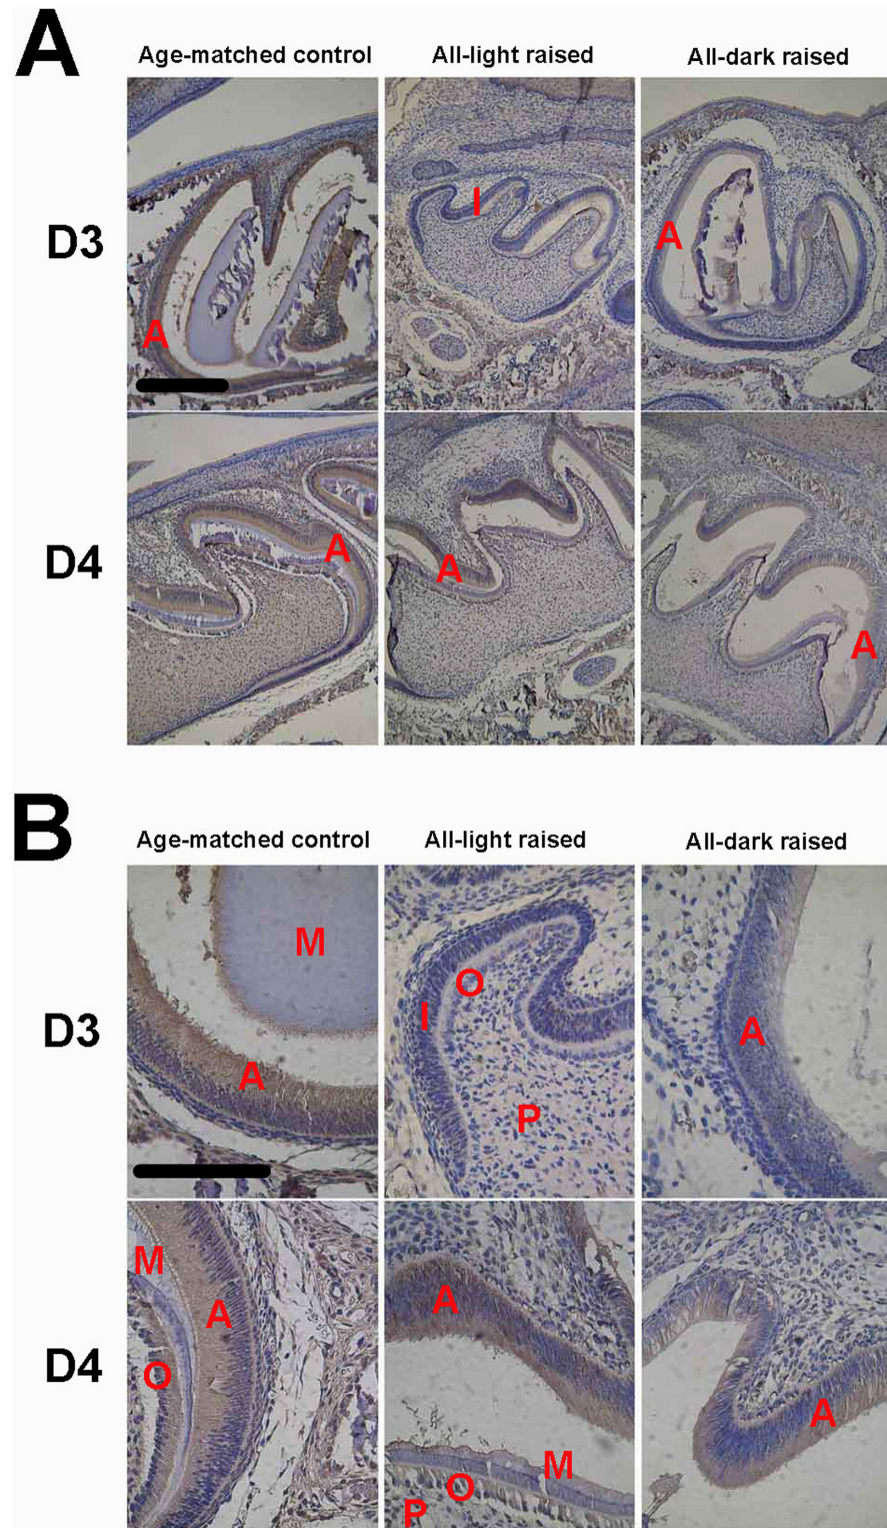 A
Age-matched control All-light raised All-dark raised
D3
A I A
D4
A A A
B
Age-matched control All-light raised All-dark raised
D3
M
A I O P A
D4
M A O
A M O P
A